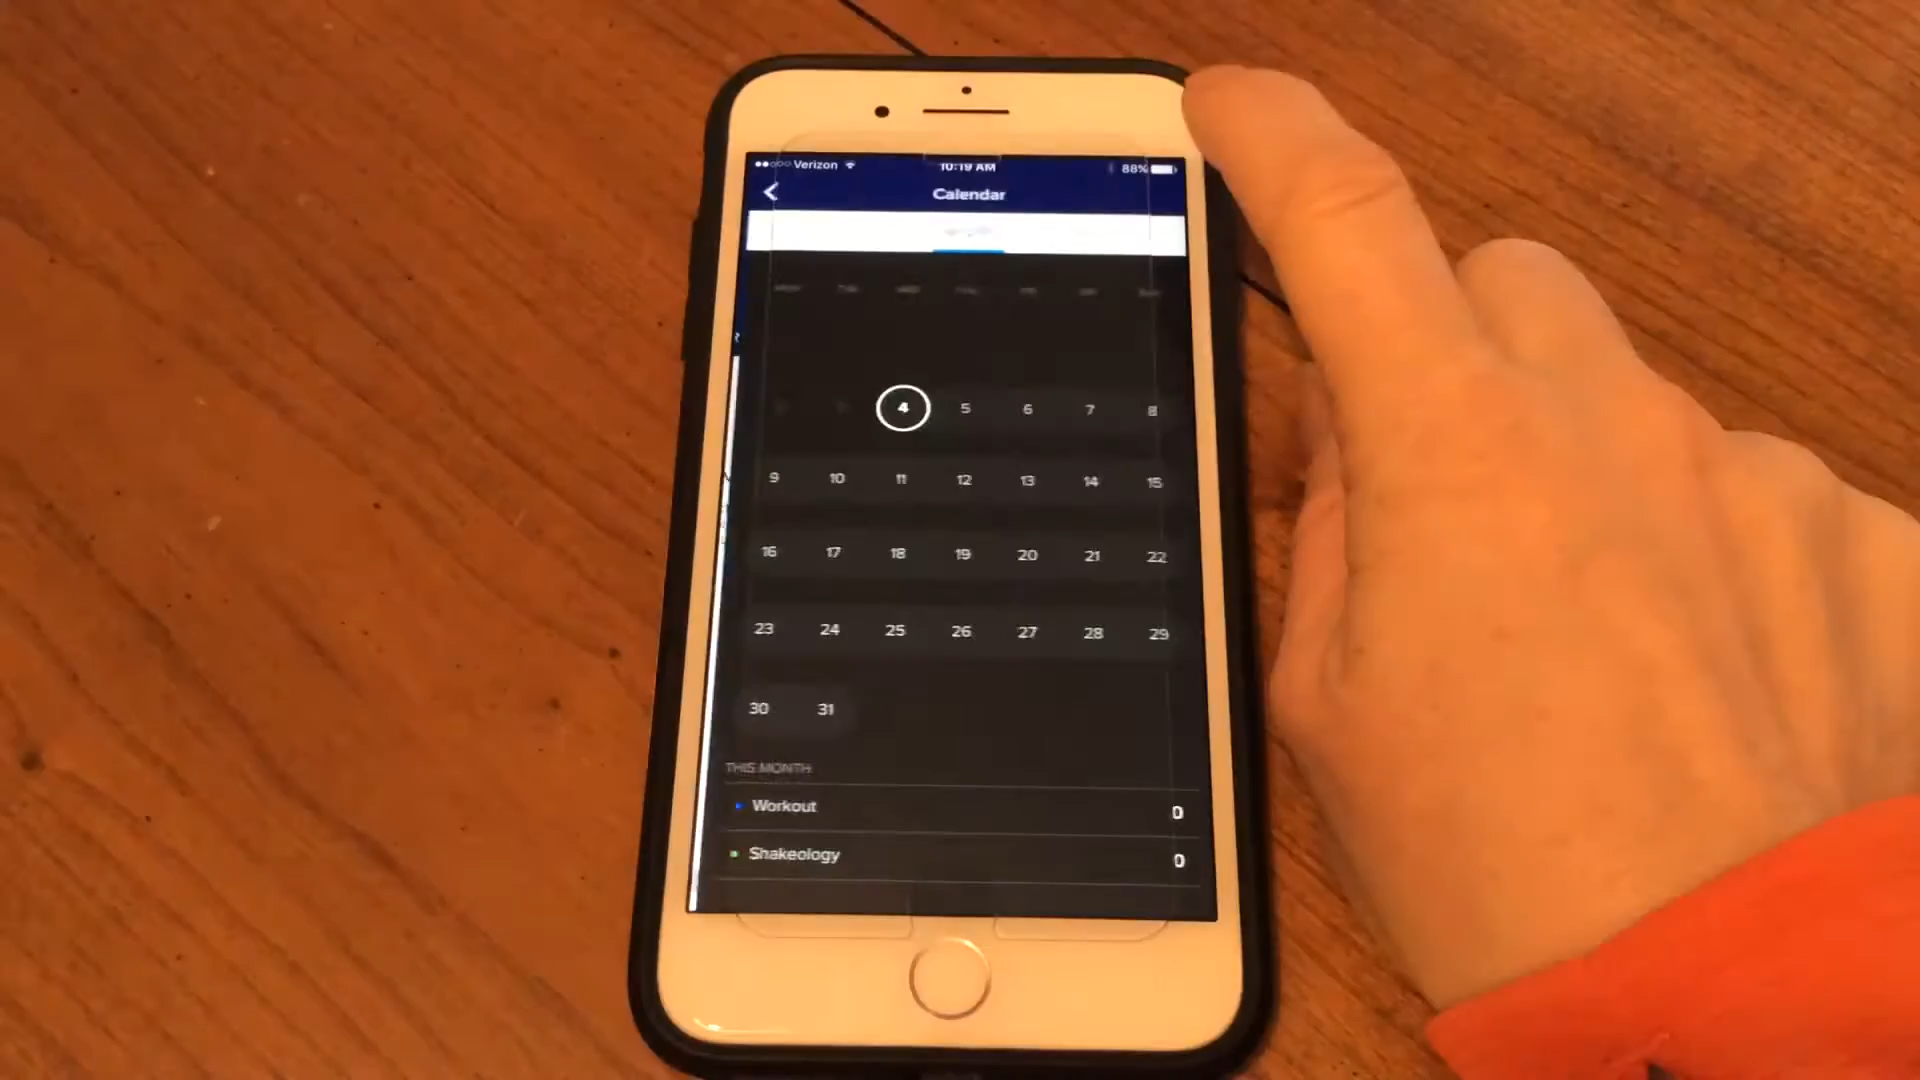 Verizon 10:19 AM 88%
Calendar
4 5 6 7 8
9 10 11 12 13 14 15
16 17 18 19 20 21 22
23 24 25 26 27 28 29
30 31
THIS MONTH
Workout 0
Shakeology 0